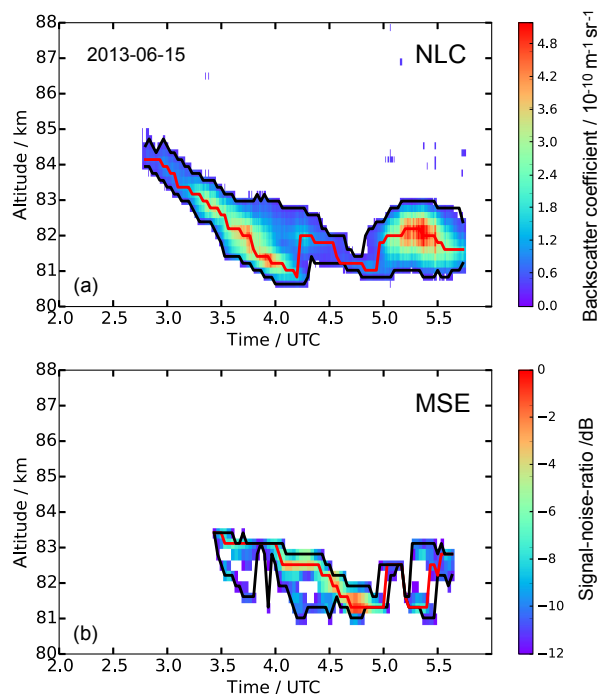 2013-06-15 NLC
(a)
Altitude / km
88
87
86
85
84
83
82
81
80
2.0 2.5 3.0 3.5 4.0 4.5 5.0 5.5
Time / UTC
4.8
4.2
3.6
3.0
2.4
1.8
1.2
0.6
0.0
Backscatter coefficient / 10⁻¹⁰ m⁻¹ sr⁻¹
MSE
(b)
Altitude / km
88
87
86
85
84
83
82
81
80
2.0 2.5 3.0 3.5 4.0 4.5 5.0 5.5
Time / UTC
0
−2
−4
−6
−8
−10
−12
Signal-noise-ratio /dB